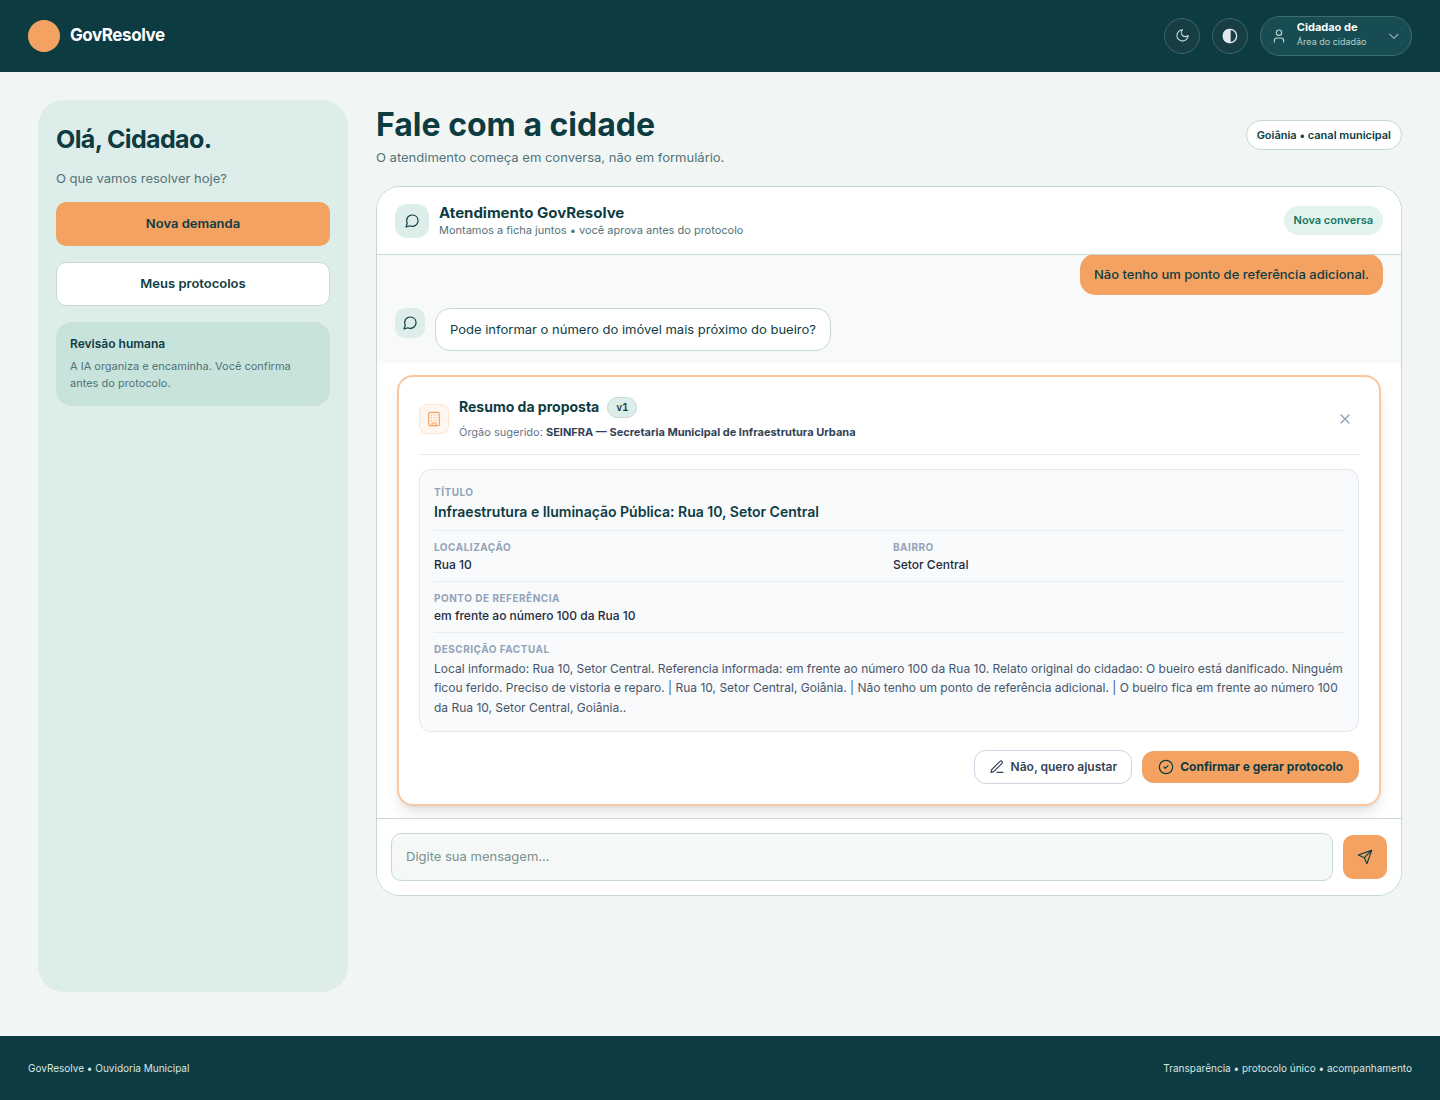 GovResolve
Cidadao de
Área do cidadão
Olá, Cidadao.
O que vamos resolver hoje?
Nova demanda
Meus protocolos
Revisão humana
A IA organiza e encaminha. Você confirma
antes do protocolo.
Fale com a cidade
O atendimento começa em conversa, não em formulário.
Goiânia • canal municipal
Atendimento GovResolve
Montamos a ficha juntos • você aprova antes do protocolo
Nova conversa
Não tenho um ponto de referência adicional.
Pode informar o número do imóvel mais próximo do bueiro?
Resumo da proposta v1
Órgão sugerido: SEINFRA — Secretaria Municipal de Infraestrutura Urbana
TÍTULO
Infraestrutura e Iluminação Pública: Rua 10, Setor Central
LOCALIZAÇÃO
Rua 10
BAIRRO
Setor Central
PONTO DE REFERÊNCIA
em frente ao número 100 da Rua 10
DESCRIÇÃO FACTUAL
Local informado: Rua 10, Setor Central. Referencia informada: em frente ao número 100 da Rua 10. Relato original do cidadao: O bueiro está danificado. Ninguém
ficou ferido. Preciso de vistoria e reparo. | Rua 10, Setor Central, Goiânia. | Não tenho um ponto de referência adicional. | O bueiro fica em frente ao número 100
da Rua 10, Setor Central, Goiânia..
Não, quero ajustar
Confirmar e gerar protocolo
Digite sua mensagem...
GovResolve • Ouvidoria Municipal
Transparência • protocolo único • acompanhamento